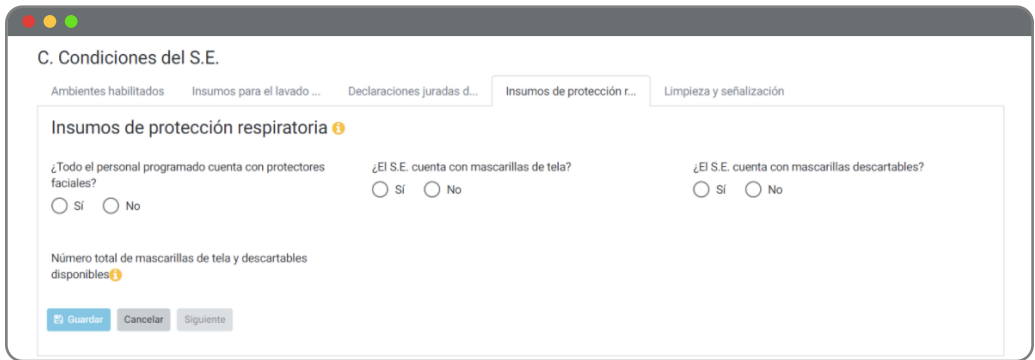 C. Condiciones del S.E.
Ambientes habilitados
Insumos para el lavado ...
Declaraciones juradas d...
Insumos de protección r...
Limpieza y señalización
Insumos de protección respiratoria
¿Todo el personal programado cuenta con protectores
faciales?
Sí No
¿El S.E. cuenta con mascarillas de tela?
Sí No
¿El S.E. cuenta con mascarillas descartables?
Sí No
Número total de mascarillas de tela y descartables
disponibles
Guardar Cancelar Siguiente